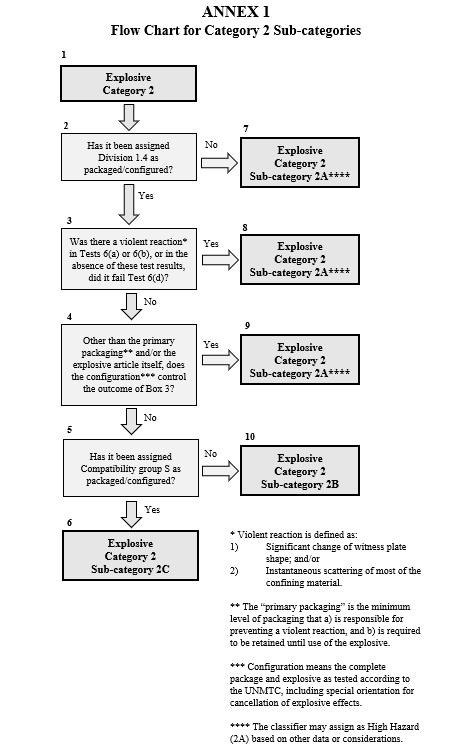 ANNEX 1
Flow Chart for Category 2 Sub-categories
1
Explosive
Category 2
2
Has it been assigned
Division 1.4 as
packaged/configured?
No
7
Explosive
Category 2
Sub-category 2A****
Yes
3
Was there a violent reaction*
in Tests 6(a) or 6(b), or in the
absence of these test results,
did it fail Test 6(d)?
Yes
8
Explosive
Category 2
Sub-category 2A****
No
4
Other than the primary
packaging** and/or the
explosive article itself, does
the configuration*** control
the outcome of Box 3?
Yes
9
Explosive
Category 2
Sub-category 2A****
No
5
Has it been assigned
Compatibility group S as
packaged/configured?
No
10
Explosive
Category 2
Sub-category 2B
Yes
6
Explosive
Category 2
Sub-category 2C
* Violent reaction is defined as:
1) Significant change of witness plate
shape; and/or
2) Instantaneous scattering of most of the
confining material.
** The “primary packaging” is the minimum
level of packaging that a) is responsible for
preventing a violent reaction, and b) is required
to be retained until use of the explosive.
*** Configuration means the complete
package and explosive as tested according to
the UNMTC, including special orientation for
cancellation of explosive effects.
**** The classifier may assign as High Hazard
(2A) based on other data or considerations.